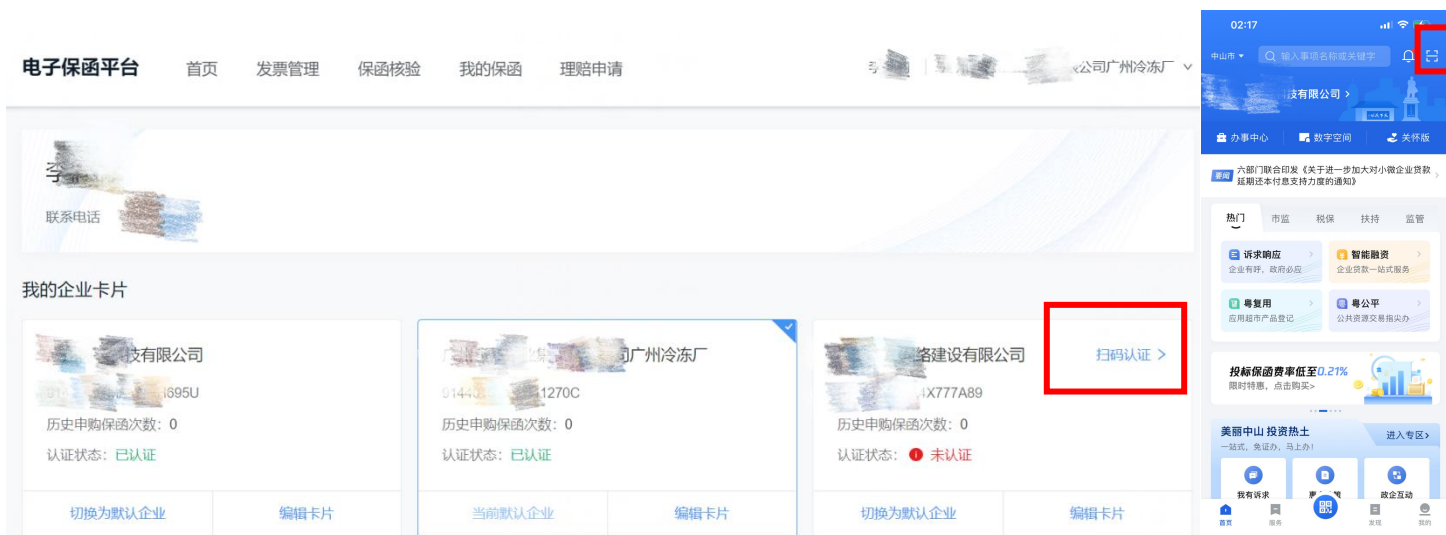 电子保函平台 首页 发票管理 保函核验 我的保函 理赔申请 公司广州冷冻厂
李
联系电话
我的企业卡片
技有限公司
695U
历史申购保函次数：0
认证状态：已认证
切换为默认企业 编辑卡片
司广州冷冻厂
1270C
历史申购保函次数：0
认证状态：已认证
当前默认企业 编辑卡片
络建设有限公司 扫码认证 >
X777A89
历史申购保函次数：0
认证状态：未认证
切换为默认企业 编辑卡片
02:17
中山市 输入事项名称或关键字
技有限公司 >
办事中心 数字空间 关怀版
要闻 六部门联合印发《关于进一步加大对小微企业贷款
延期还本付息支持力度的通知》
热门 市监 税保 扶持 监管
诉求响应 智能融资
企业有呼，政府必应 企业贷款一站式服务
粤复用 粤公平
应用超市产品登记 公共资源交易指尖办
投标保函费率低至0.21%
限时特惠，点击购买>
美丽中山 投资热土 进入专区>
一站式，免证办，马上办！
我有诉求 政企互动
首页 服务 发现 我的